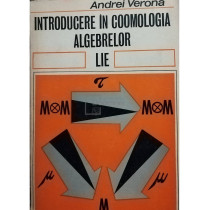 Andrei Verona
INTRODUCERE ÎN COOMOLOGIA
ALGEBRELOR
LIE
τ
M⊗M M⊗M
μ μ
M